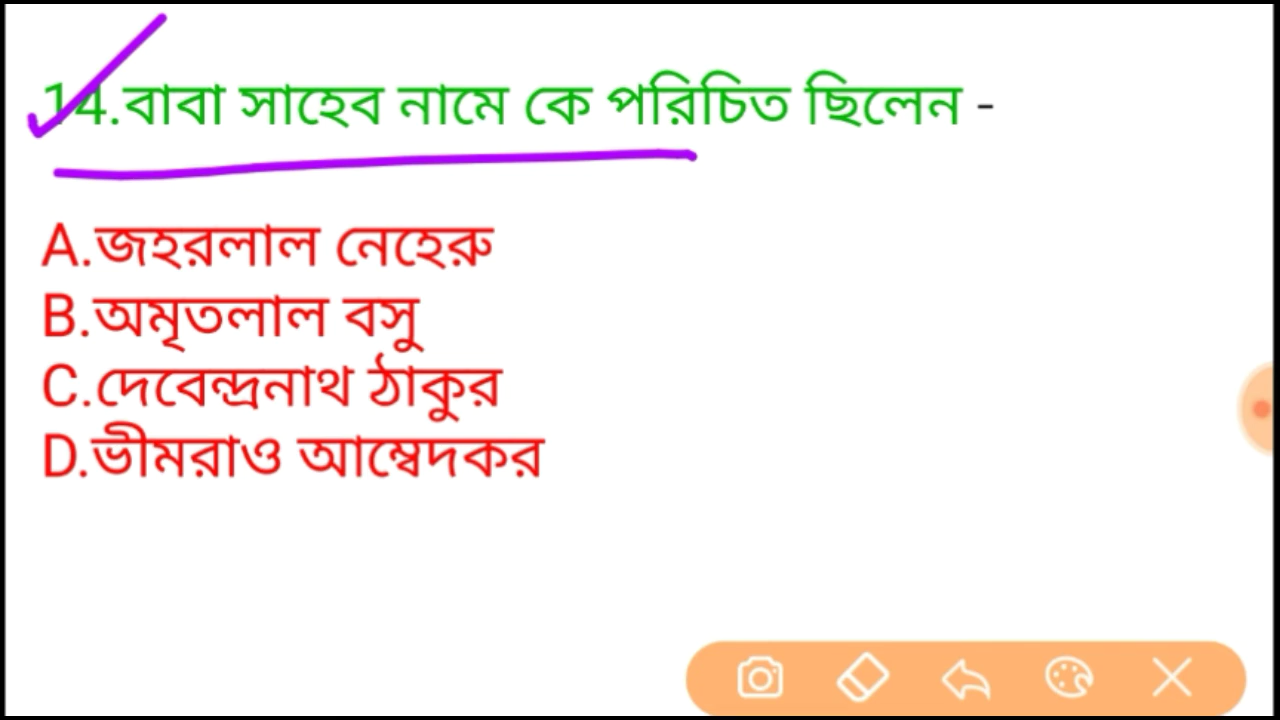 14.বাবা সাহেব নামে কে পরিচিত ছিলেন -
A.জহরলাল নেহেরু
B.অমৃতলাল বসু
C.দেবেন্দ্রনাথ ঠাকুর
D.ভীমরাও আম্বেদকর